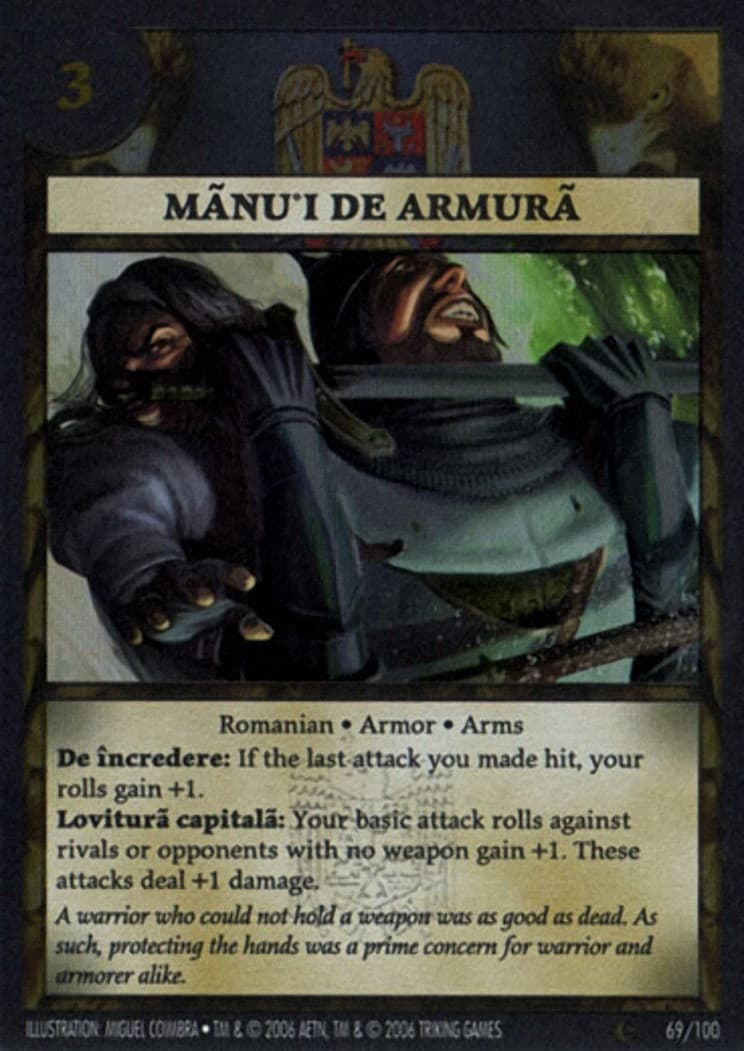 3
MÃNU'I DE ARMURÃ
Romanian • Armor • Arms
De încredere: If the last attack you made hit, your
rolls gain +1.
Loviturã capitalã: Your basic attack rolls against
rivals or opponents with no weapon gain +1. These
attacks deal +1 damage.
A warrior who could not hold a weapon was as good as dead. As
such, protecting the hands was a prime concern for warrior and
armorer alike.
ILLUSTRATION: MIGUEL COIMBRA • TM & © 2006 AETN, TM & © 2006 TRIKING GAMES
C 69/100